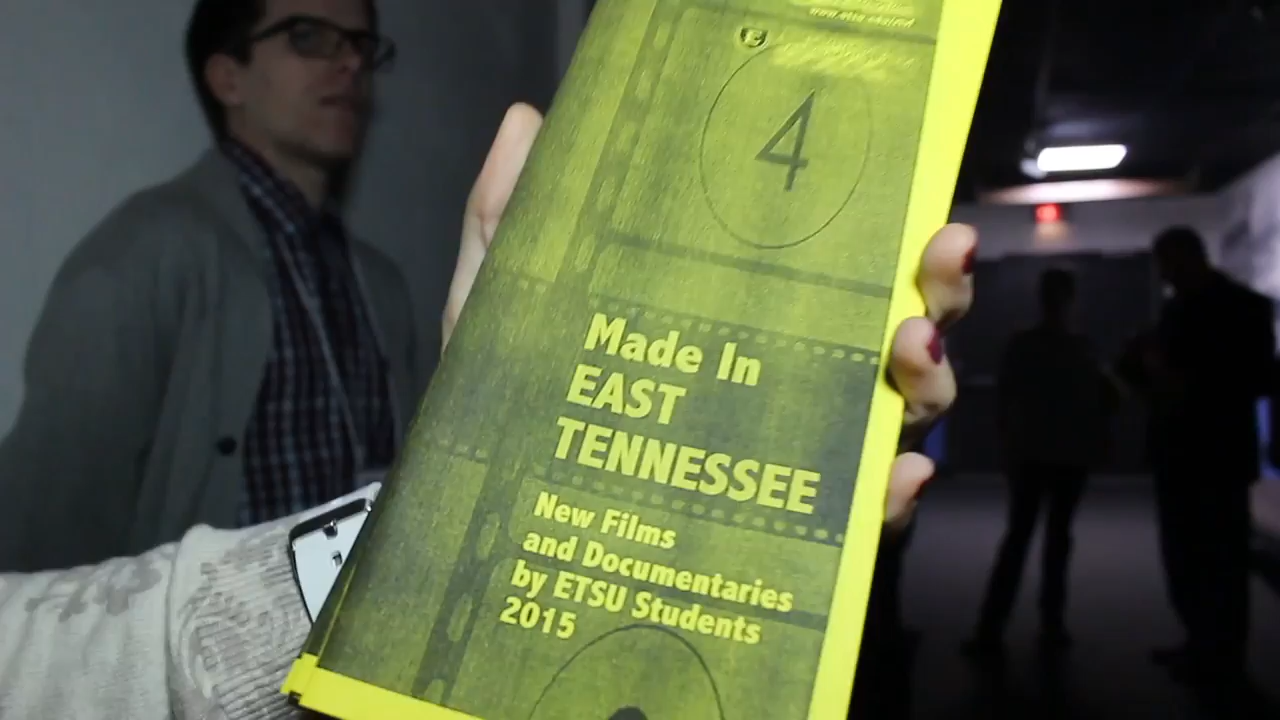 4
Made In
EAST
TENNESSEE
New Films
and Documentaries
by ETSU Students
2015